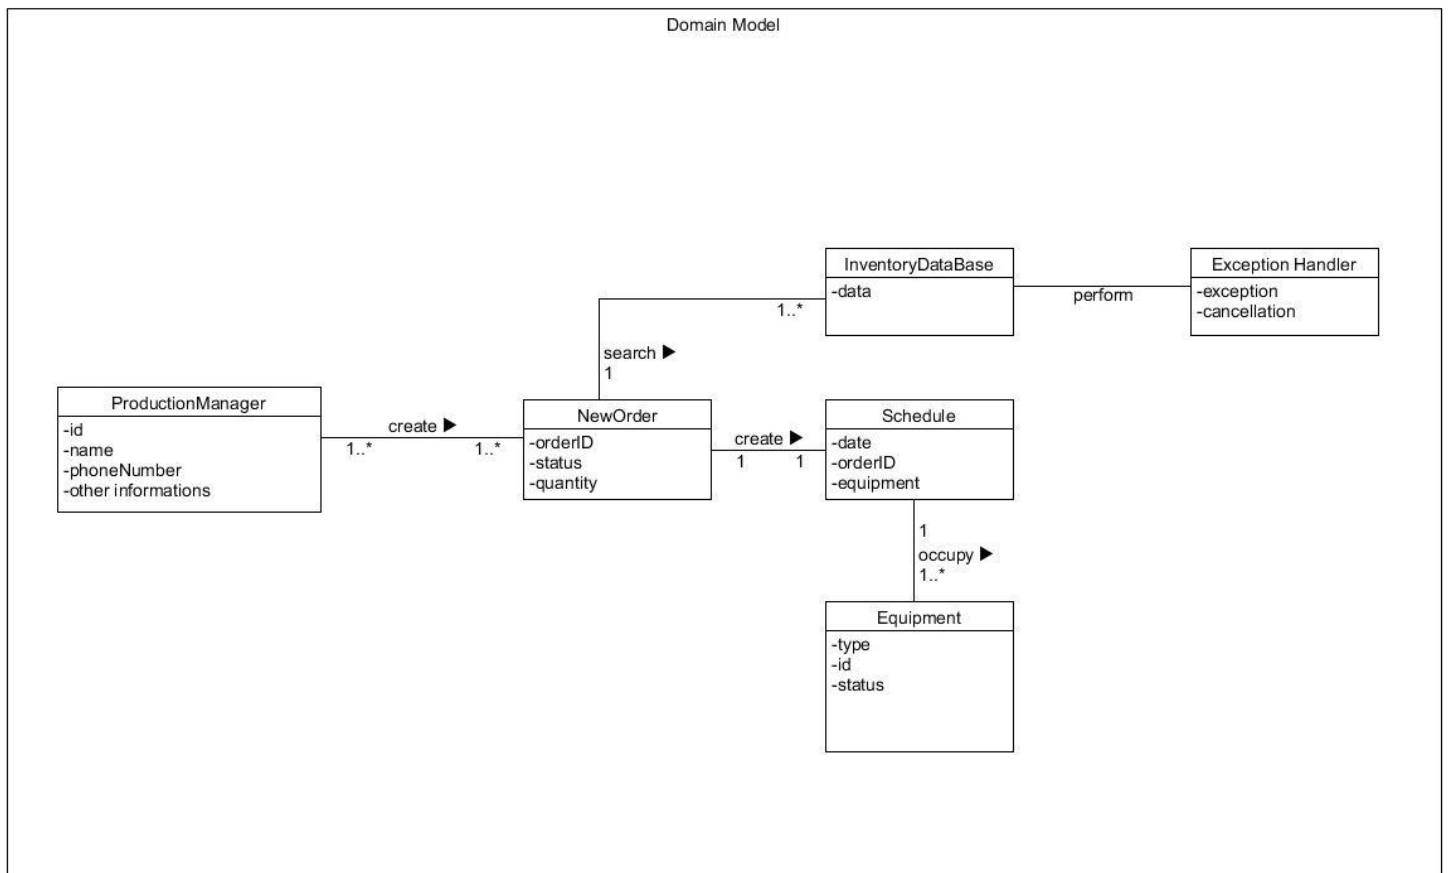 Domain Model
InventoryDataBase
-data
Exception Handler
-exception
-cancellation
perform
1..*
search ▶
1
ProductionManager
-id
-name
-phoneNumber
-other informations
create ▶
1..*
1..*
NewOrder
-orderID
-status
-quantity
create ▶
1
1
Schedule
-date
-orderID
-equipment
1
occupy ▶
1..*
Equipment
-type
-id
-status